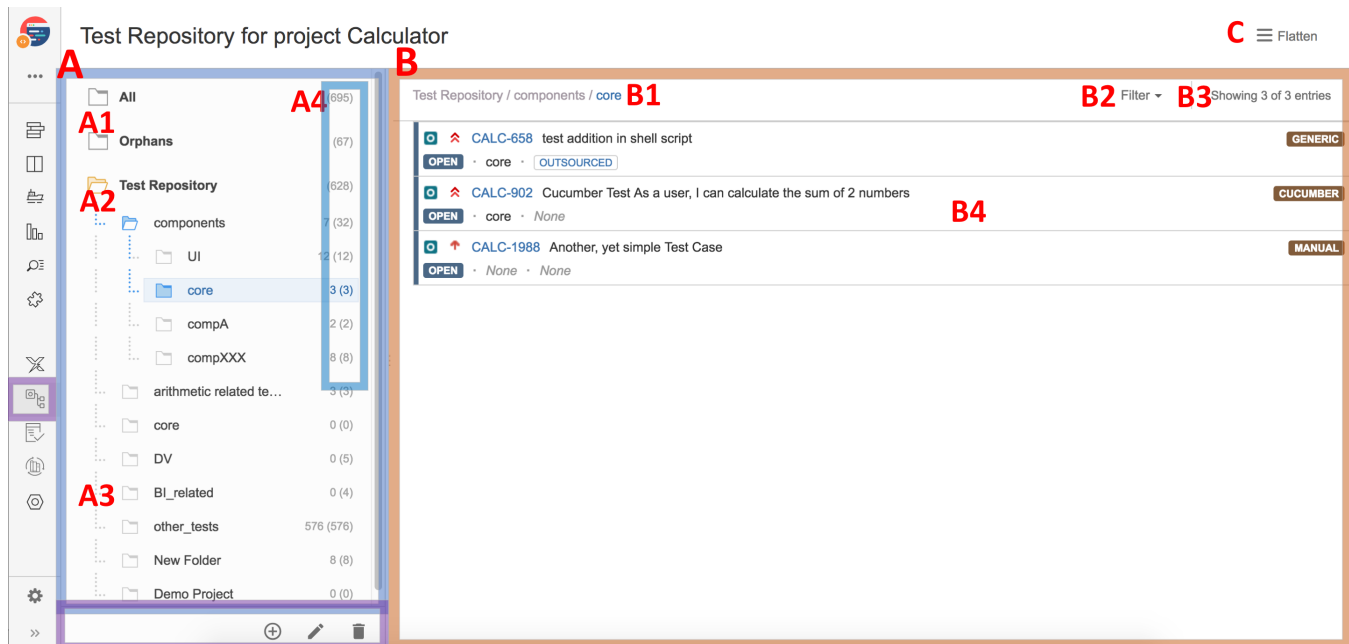 Test Repository for project Calculator
C Flatten
A
B
All A4 (695)
A1
Orphans (67)
Test Repository (628)
A2
components 7 (32)
UI 12 (12)
core 3 (3)
compA 2 (2)
compXXX 8 (8)
arithmetic related te... 3 (3)
core 0 (0)
DV 0 (5)
A3 BI_related 0 (4)
other_tests 576 (576)
New Folder 8 (8)
Demo Project 0 (0)
Test Repository / components / core B1 B2 Filter B3 Showing 3 of 3 entries
CALC-658 test addition in shell script GENERIC
OPEN · core · OUTSOURCED
CALC-902 Cucumber Test As a user, I can calculate the sum of 2 numbers CUCUMBER
OPEN · core · None B4
CALC-1988 Another, yet simple Test Case MANUAL
OPEN · None · None